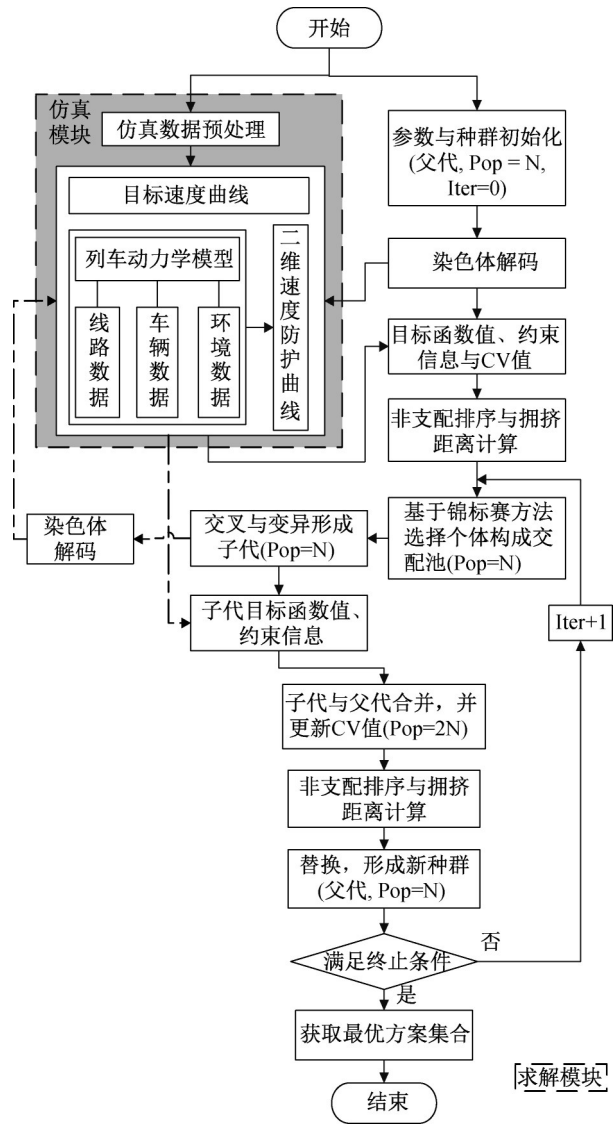 开始
仿真
模块
仿真数据预处理
目标速度曲线
列车动力学模型
线路数据
车辆数据
环境数据
二维速度防护曲线
参数与种群初始化
(父代, Pop = N,
Iter=0)
染色体解码
目标函数值、约束
信息与CV值
非支配排序与拥挤
距离计算
基于锦标赛方法
选择个体构成交
配池(Pop=N)
交叉与变异形成
子代(Pop=N)
染色体
解码
子代目标函数值、
约束信息
Iter+1
子代与父代合并，并
更新CV值(Pop=2N)
非支配排序与拥挤
距离计算
替换，形成新种群
(父代, Pop=N)
满足终止条件
否
是
获取最优方案集合
结束
求解模块